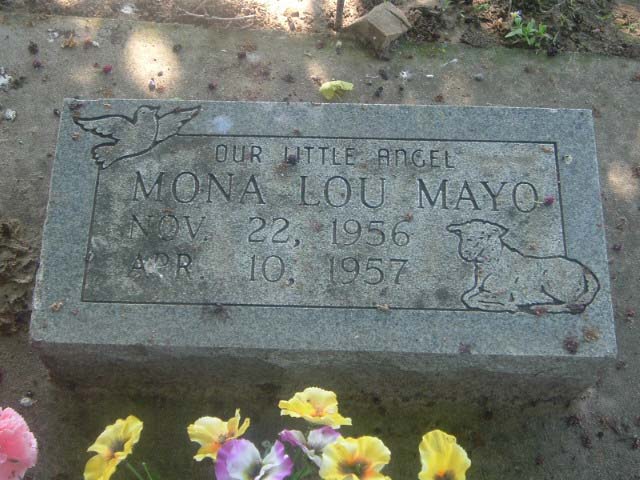 OUR LITTLE ANGEL
MONA LOU MAYO
NOV. 22, 1956
APR. 10, 1957